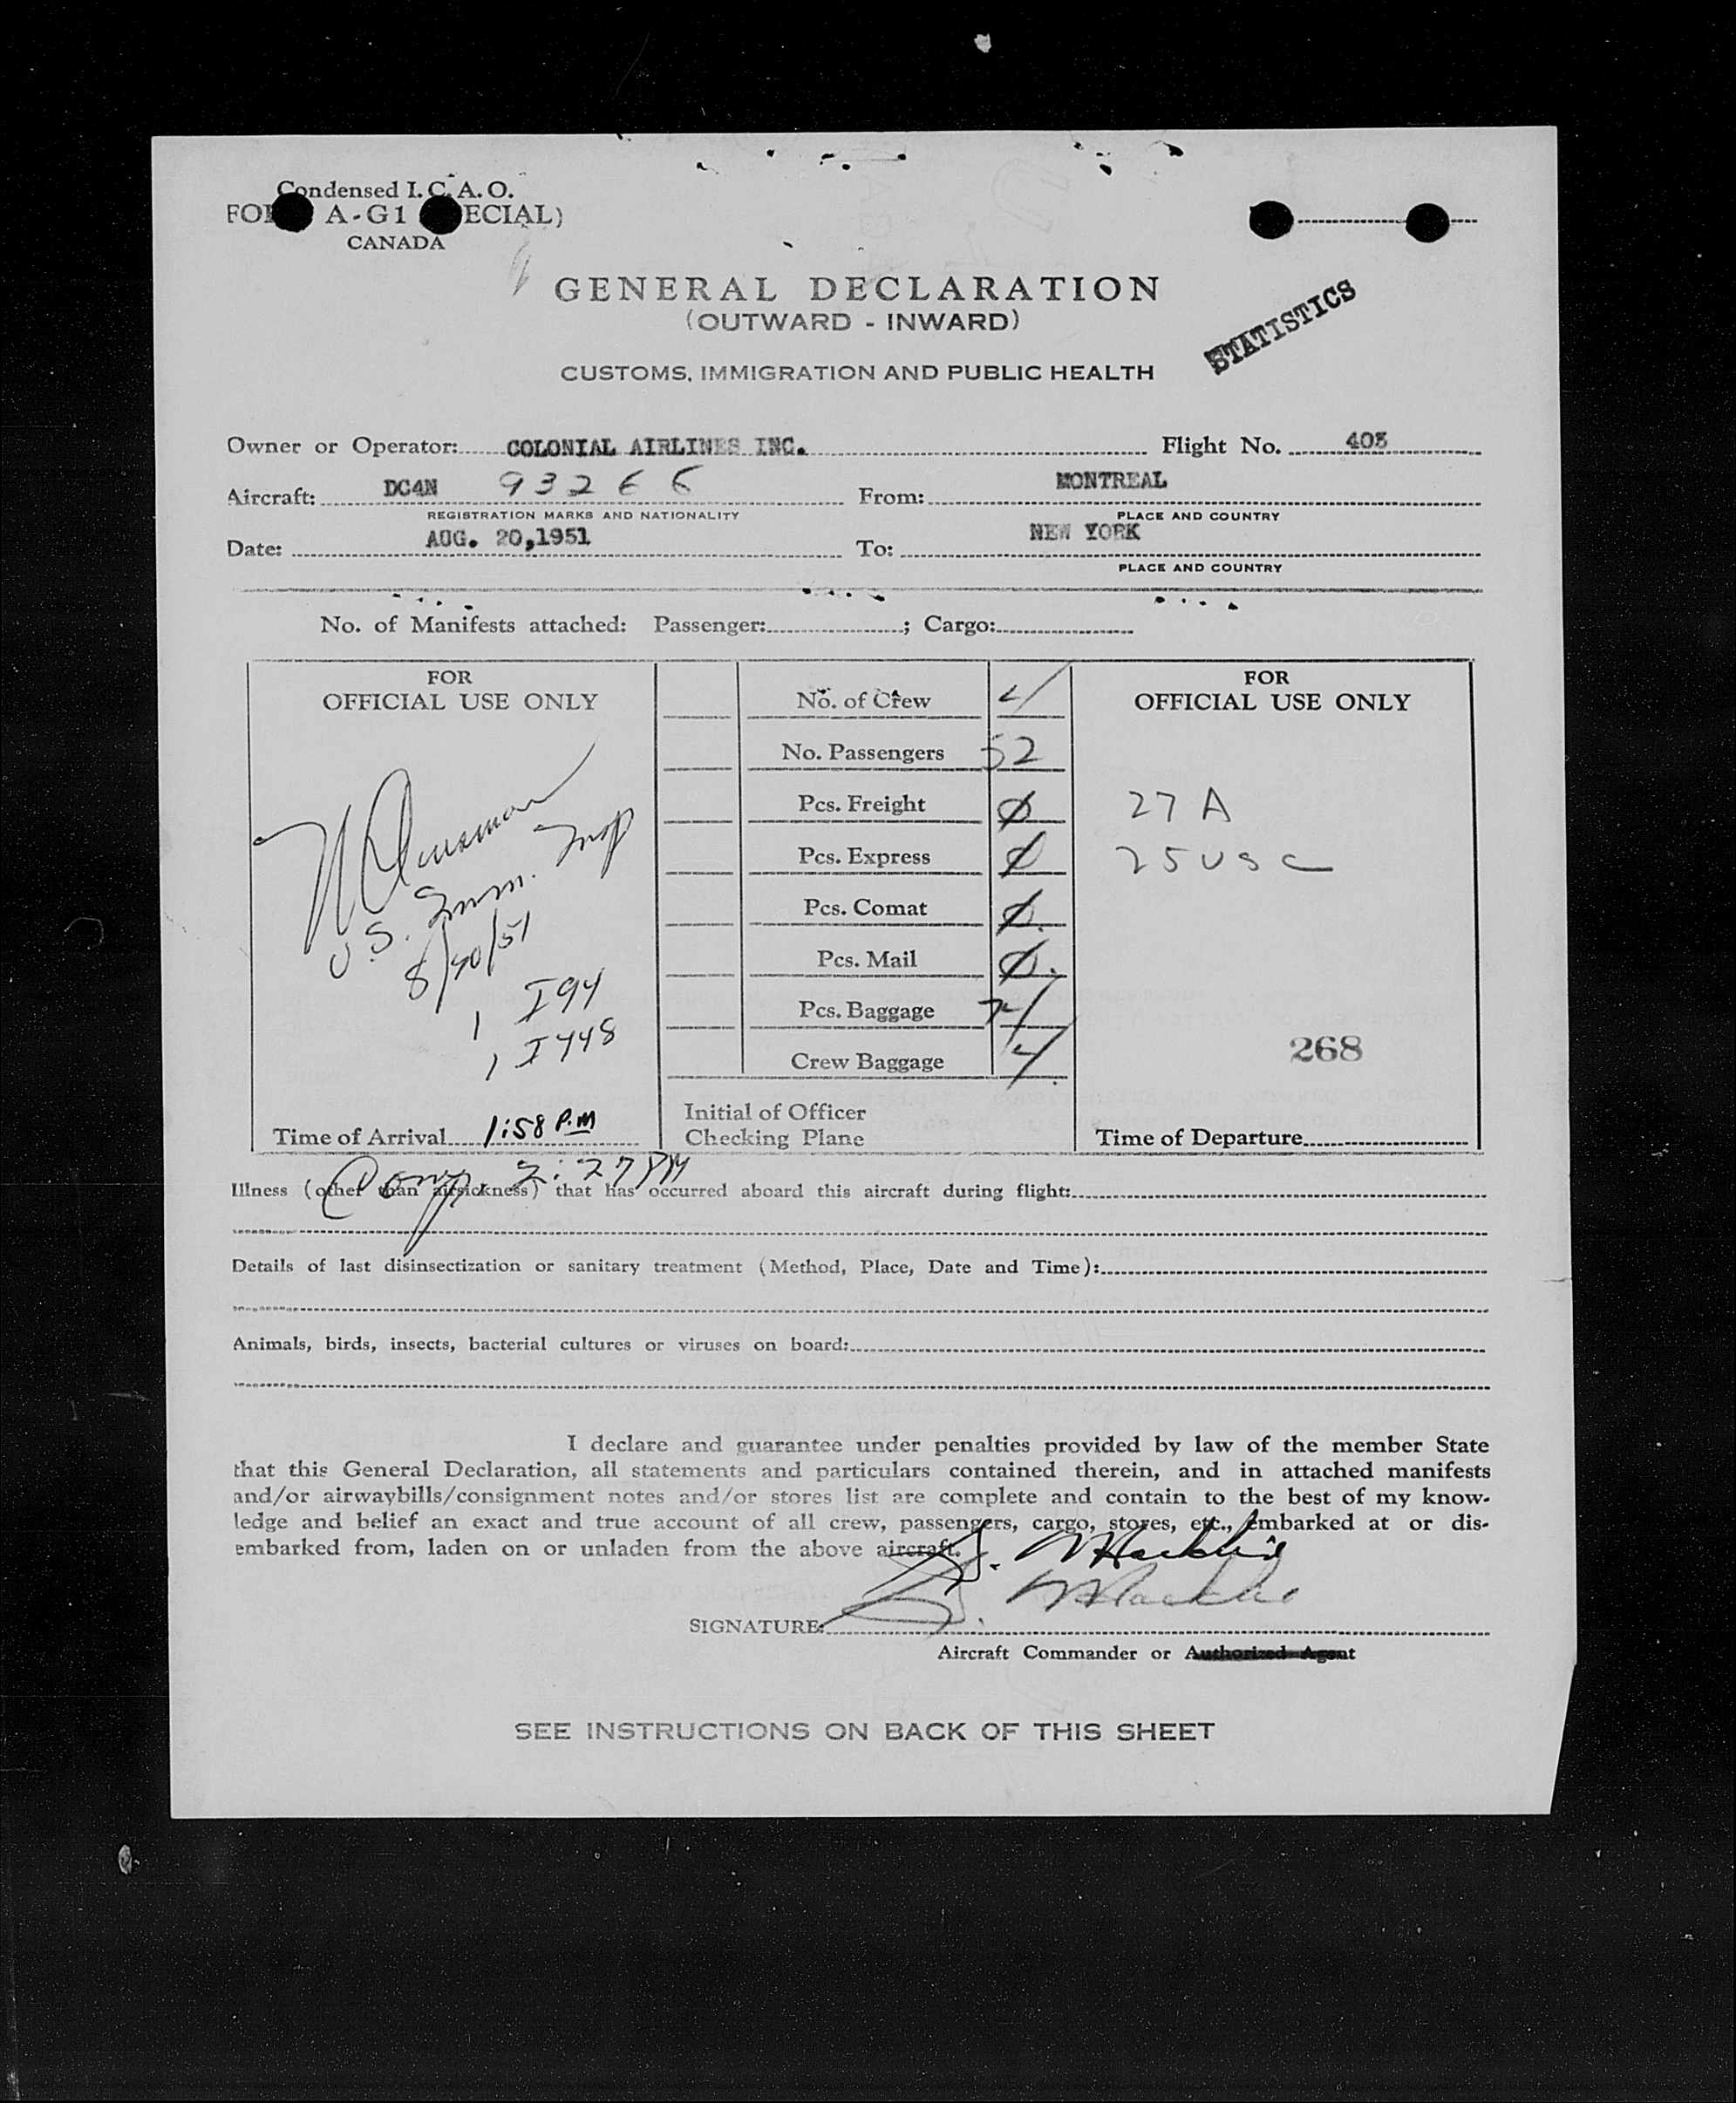 Condensed I.C.A.O.
A-G1 ECIAL)
CANADA
GENERAL DECLARATION
(OUTWARD - INWARD)
STATISTICS
CUSTOMS, IMMIGRATION AND PUBLIC HEALTH
Owner or Operator: COLONIAL AIRLINES INC. Flight No. 403
Aircraft: DC4N 93266 From: MONTREAL
REGISTRATION MARKS AND NATIONALITY PLACE AND COUNTRY
Date: AUG. 20,1951 To: NEW YORK
PLACE AND COUNTRY
No. of Manifests attached: Passenger: ; Cargo:
FOR
OFFICIAL USE ONLY
U.S. Imm. Insp
8/20/51
1 I94
1 I448
Time of Arrival 1:58 P.M
No. of Crew 4
No. Passengers 52
Pcs. Freight Ø
Pcs. Express Ø
Pcs. Comat Ø.
Pcs. Mail Ø.
Pcs. Baggage
Crew Baggage 4
Initial of Officer
Checking Plane
FOR
OFFICIAL USE ONLY
27 A
25 USC
268
Time of Departure
Comp. 2:27 PM
Illness (other than airsickness) that has occurred aboard this aircraft during flight:
Details of last disinsectization or sanitary treatment (Method, Place, Date and Time):
Animals, birds, insects, bacterial cultures or viruses on board:
I declare and guarantee under penalties provided by law of the member State
that this General Declaration, all statements and particulars contained therein, and in attached manifests
and/or airwaybills/consignment notes and/or stores list are complete and contain to the best of my know-
ledge and belief an exact and true account of all crew, passengers, cargo, stores, etc., embarked at or dis-
embarked from, laden on or unladen from the above aircraft.
SIGNATURE:
Aircraft Commander or Authorized Agent
SEE INSTRUCTIONS ON BACK OF THIS SHEET